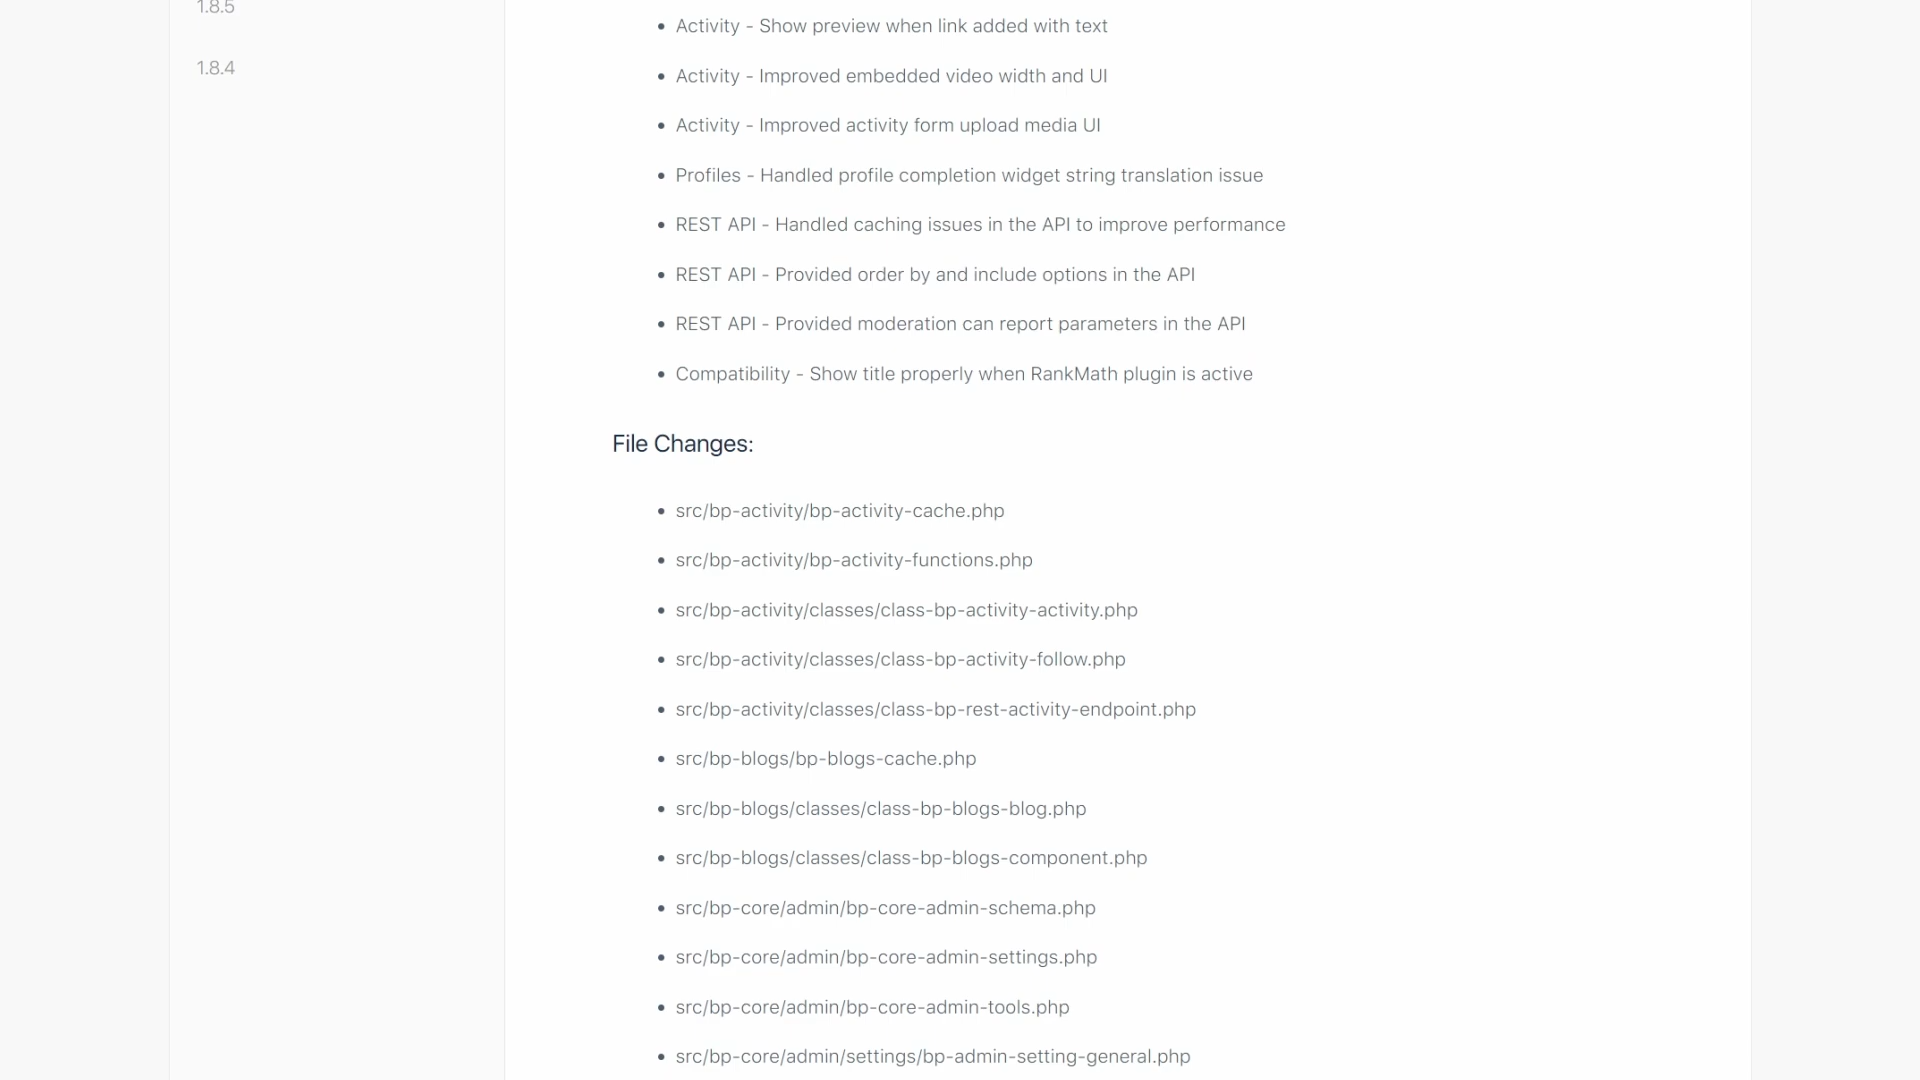 1.8.5
1.8.4
Activity - Show preview when link added with text
Activity - Improved embedded video width and UI
Activity - Improved activity form upload media UI
Profiles - Handled profile completion widget string translation issue
REST API - Handled caching issues in the API to improve performance
REST API - Provided order by and include options in the API
REST API - Provided moderation can report parameters in the API
Compatibility - Show title properly when RankMath plugin is active
File Changes:
src/bp-activity/bp-activity-cache.php
src/bp-activity/bp-activity-functions.php
src/bp-activity/classes/class-bp-activity-activity.php
src/bp-activity/classes/class-bp-activity-follow.php
src/bp-activity/classes/class-bp-rest-activity-endpoint.php
src/bp-blogs/bp-blogs-cache.php
src/bp-blogs/classes/class-bp-blogs-blog.php
src/bp-blogs/classes/class-bp-blogs-component.php
src/bp-core/admin/bp-core-admin-schema.php
src/bp-core/admin/bp-core-admin-settings.php
src/bp-core/admin/bp-core-admin-tools.php
src/bp-core/admin/settings/bp-admin-setting-general.php